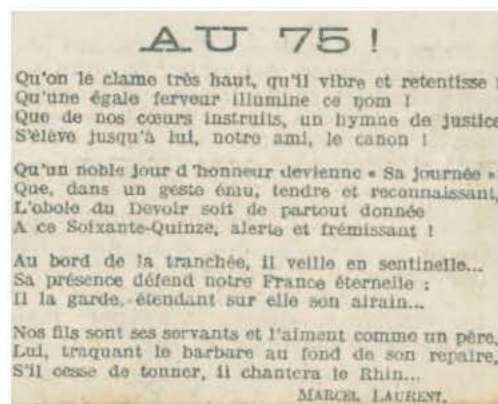 AU 75 !
Qu'on le clame très haut, qu'il vibre et retentisse !
Qu'une égale ferveur illumine ce nom !
Que de nos cœurs instruits, un hymne de justice
S'élève jusqu'à lui, notre ami, le canon !
Qu'un noble jour d'honneur devienne « Sa journée »
Que, dans un geste ému, tendre et reconnaissant,
L'obole du Devoir soit de partout donnée
A ce Soixante-Quinze, alerte et frémissant !
Au bord de la tranchée, il veille en sentinelle...
Sa présence défend notre France éternelle :
Il la garde, étendant sur elle son airain...
Nos fils sont ses servants et l'aiment comme un père,
Lui, traquant le barbare au fond de son repaire,
S'il cesse de tonner, il chantera le Rhin...
MARCEL LAURENT.